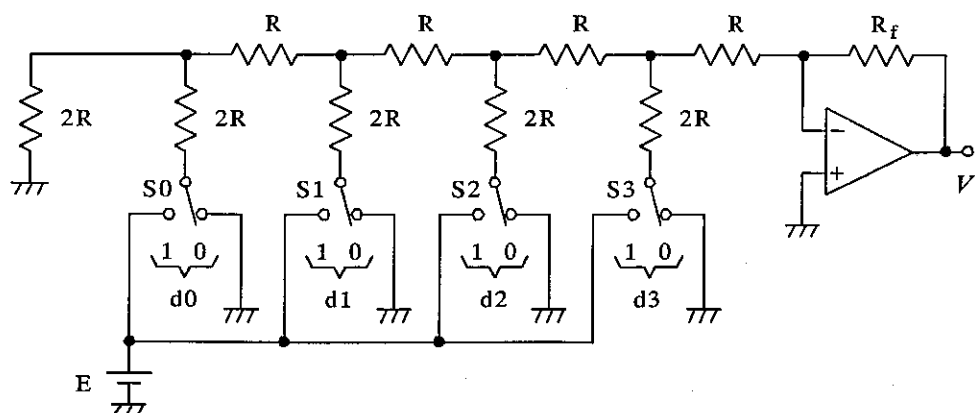 R R R R R_f
2R 2R 2R 2R 2R
S0 S1 S2 S3
− + V
1 0 1 0 1 0 1 0
d0 d1 d2 d3
E